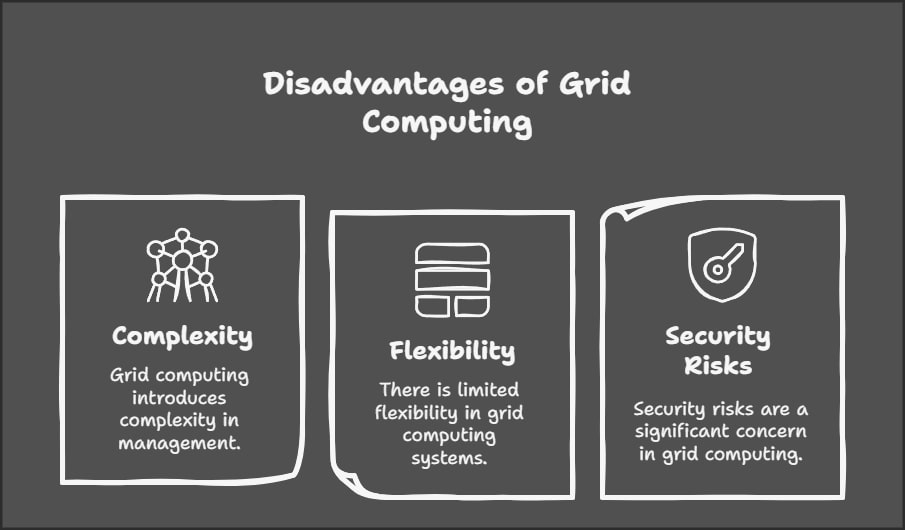 Disadvantages of Grid
Computing
Complexity
Grid computing
introduces
complexity in
management.
Flexibility
There is limited
flexibility in grid
computing
systems.
Security
Risks
Security risks are a
significant concern
in grid computing.